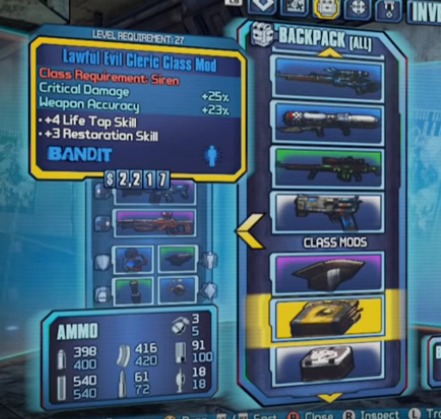 LEVEL REQUIREMENT: 27
Lawful Evil Cleric Class Mod
Class Requirement: Siren
Critical Damage +25%
Weapon Accuracy +23%
• +4 Life Tap Skill
• +3 Restoration Skill
BANDIT
$ 2,217
BACKPACK (ALL)
CLASS MODS
AMMO
398
400
416
420
3
5
91
100
540
540
61
72
18
18
Close
Inspect